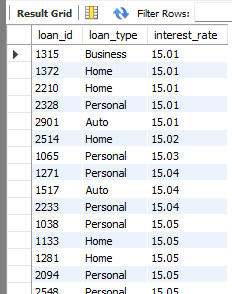 Result Grid Filter Rows:
loan_id loan_type interest_rate
1315 Business 15.01
1372 Home 15.01
2210 Home 15.01
2328 Personal 15.01
2901 Auto 15.01
2514 Home 15.02
1065 Personal 15.03
1271 Personal 15.04
1517 Auto 15.04
2233 Personal 15.04
1038 Personal 15.05
1133 Home 15.05
1281 Home 15.05
2094 Personal 15.05
2548 Personal 15.05